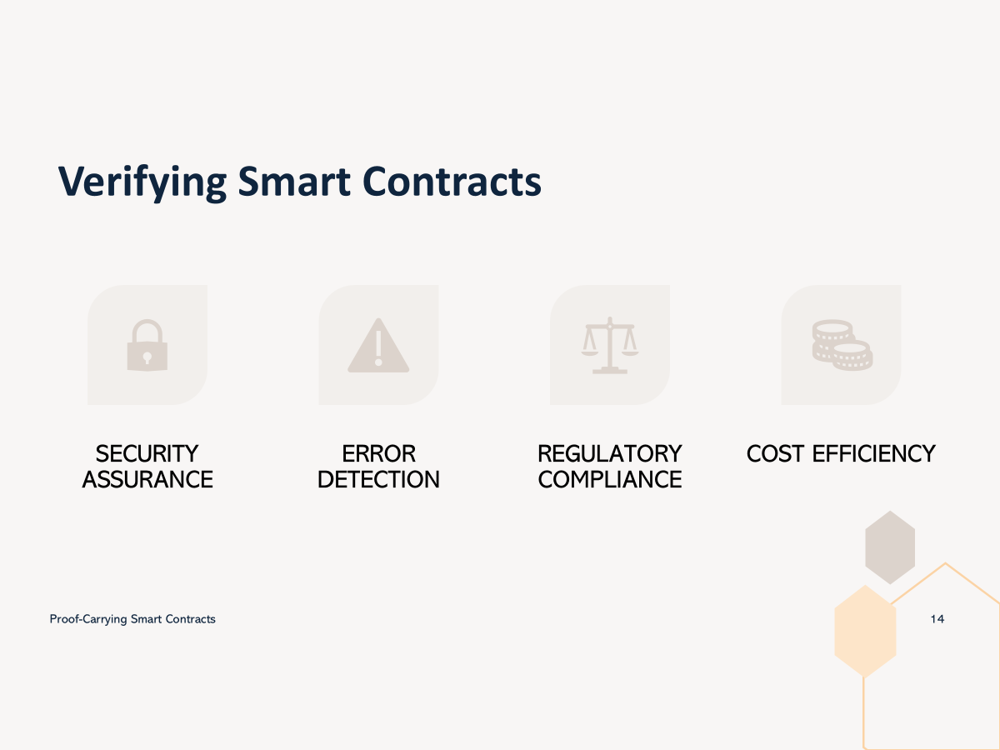 Verifying Smart Contracts
SECURITY
ASSURANCE
ERROR
DETECTION
REGULATORY
COMPLIANCE
COST EFFICIENCY
Proof-Carrying Smart Contracts
14